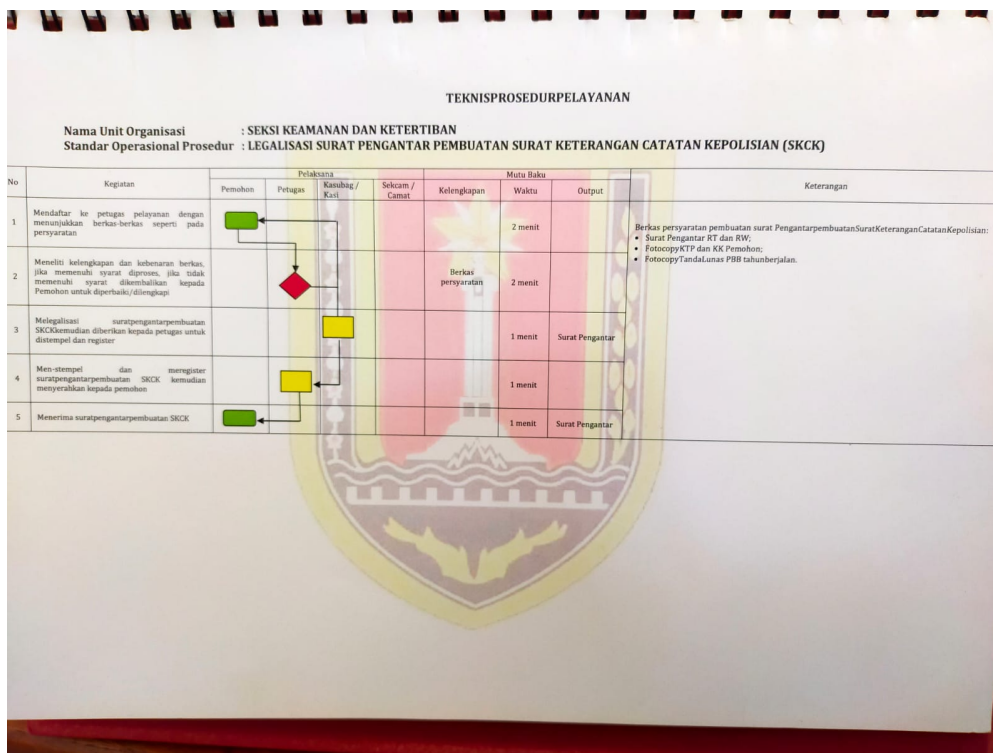 TEKNISPROSEDURPELAYANAN
Nama Unit Organisasi : SEKSI KEAMANAN DAN KETERTIBAN
Standar Operasional Prosedur : LEGALISASI SURAT PENGANTAR PEMBUATAN SURAT KETERANGAN CATATAN KEPOLISIAN (SKCK)
No Kegiatan Pelaksana Mutu Baku Keterangan
Pemohon Petugas Kasubag / Kasi Sekcam / Camat Kelengkapan Waktu Output
1 Mendaftar ke petugas pelayanan dengan
menunjukkan berkas-berkas seperti pada
persyaratan
2 menit
Berkas persyaratan pembuatan surat PengantarpembuatanSuratKeteranganCatatanKepolisian:
• Surat Pengantar RT dan RW;
• FotocopyKTP dan KK Pemohon;
• FotocopyTandaLunas PBB tahunberjalan.
2 Meneliti kelengkapan dan kebenaran berkas,
jika memenuhi syarat diproses, jika tidak
memenuhi syarat dikembalikan kepada
Pemohon untuk diperbaiki/dilengkapi
Berkas
persyaratan
2 menit
3 Melegalisasi suratpengantarpembuatan
SKCKkemudian diberikan kepada petugas untuk
distempel dan register
1 menit Surat Pengantar
4 Men-stempel dan meregister
suratpengantarpembuatan SKCK kemudian
menyerahkan kepada pemohon
1 menit
5 Menerima suratpengantarpembuatan SKCK
1 menit Surat Pengantar